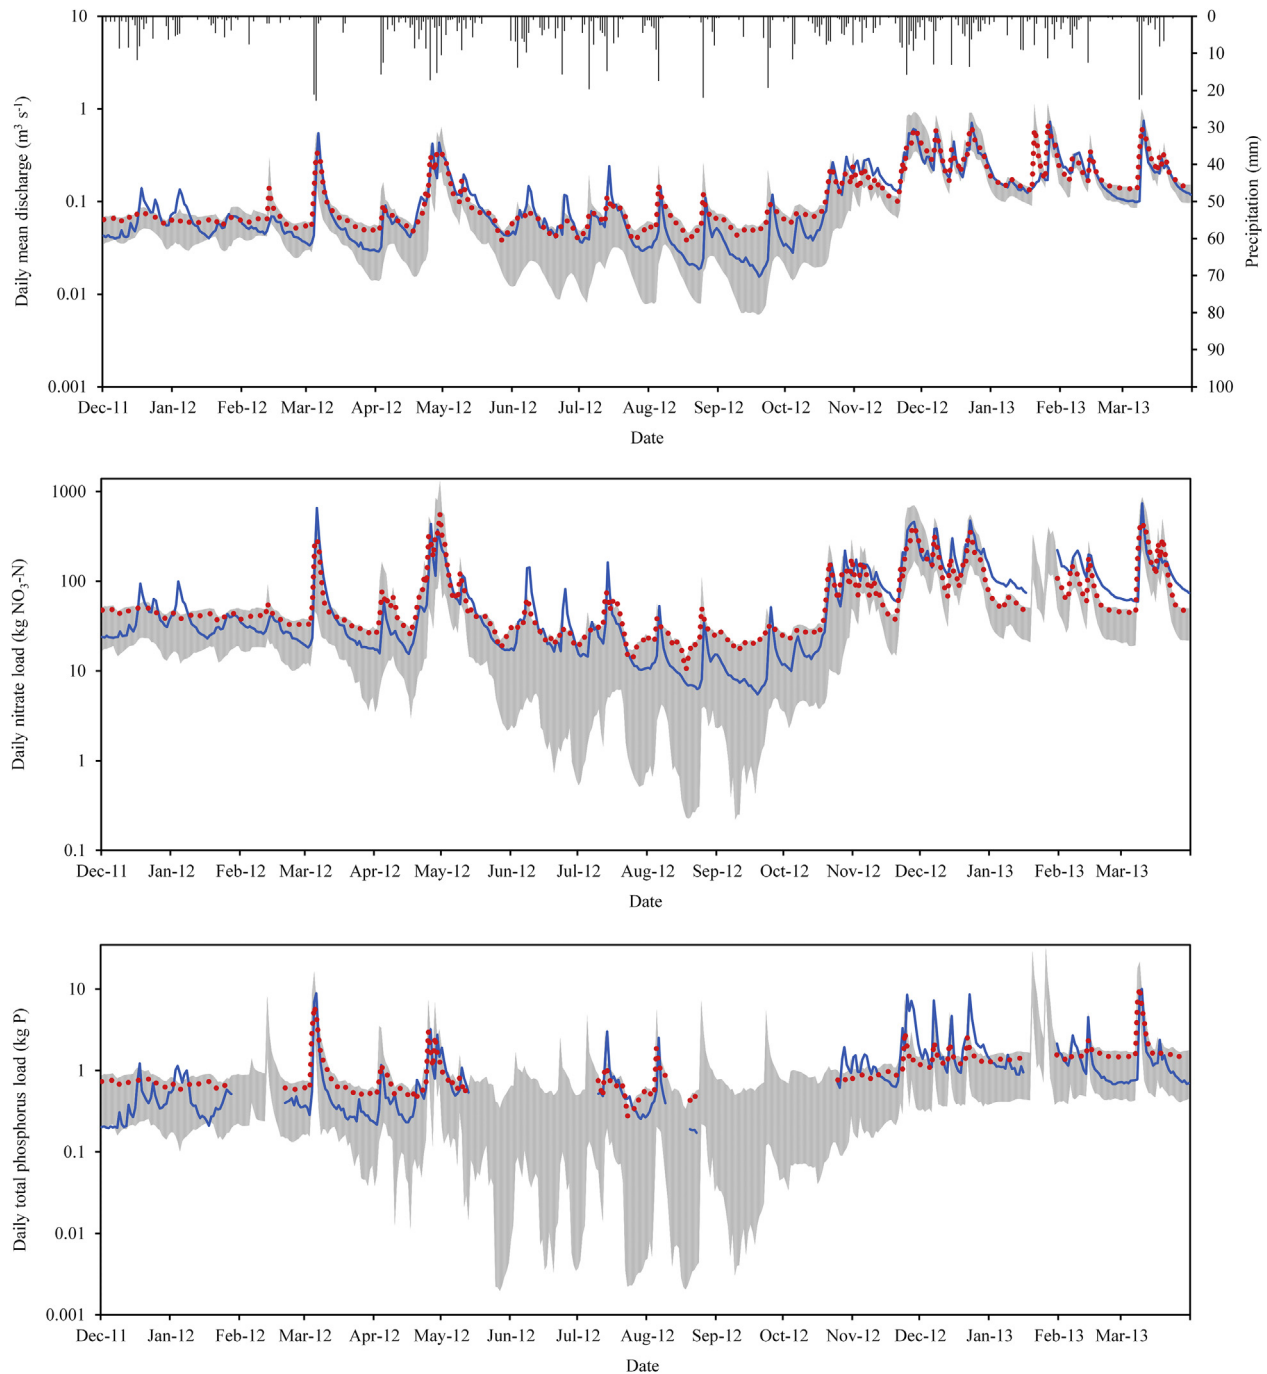 10
1
0.1
0.01
0.001
Daily mean discharge (m³ s⁻¹)
0
10
20
30
40
50
60
70
80
90
100
Precipitation (mm)
Dec-11 Jan-12 Feb-12 Mar-12 Apr-12 May-12 Jun-12 Jul-12 Aug-12 Sep-12 Oct-12 Nov-12 Dec-12 Jan-13 Feb-13 Mar-13
Date
1000
100
10
1
0.1
Daily nitrate load (kg NO₃-N)
Dec-11 Jan-12 Feb-12 Mar-12 Apr-12 May-12 Jun-12 Jul-12 Aug-12 Sep-12 Oct-12 Nov-12 Dec-12 Jan-13 Feb-13 Mar-13
Date
10
1
0.1
0.01
0.001
Daily total phosphorus load (kg P)
Dec-11 Jan-12 Feb-12 Mar-12 Apr-12 May-12 Jun-12 Jul-12 Aug-12 Sep-12 Oct-12 Nov-12 Dec-12 Jan-13 Feb-13 Mar-13
Date